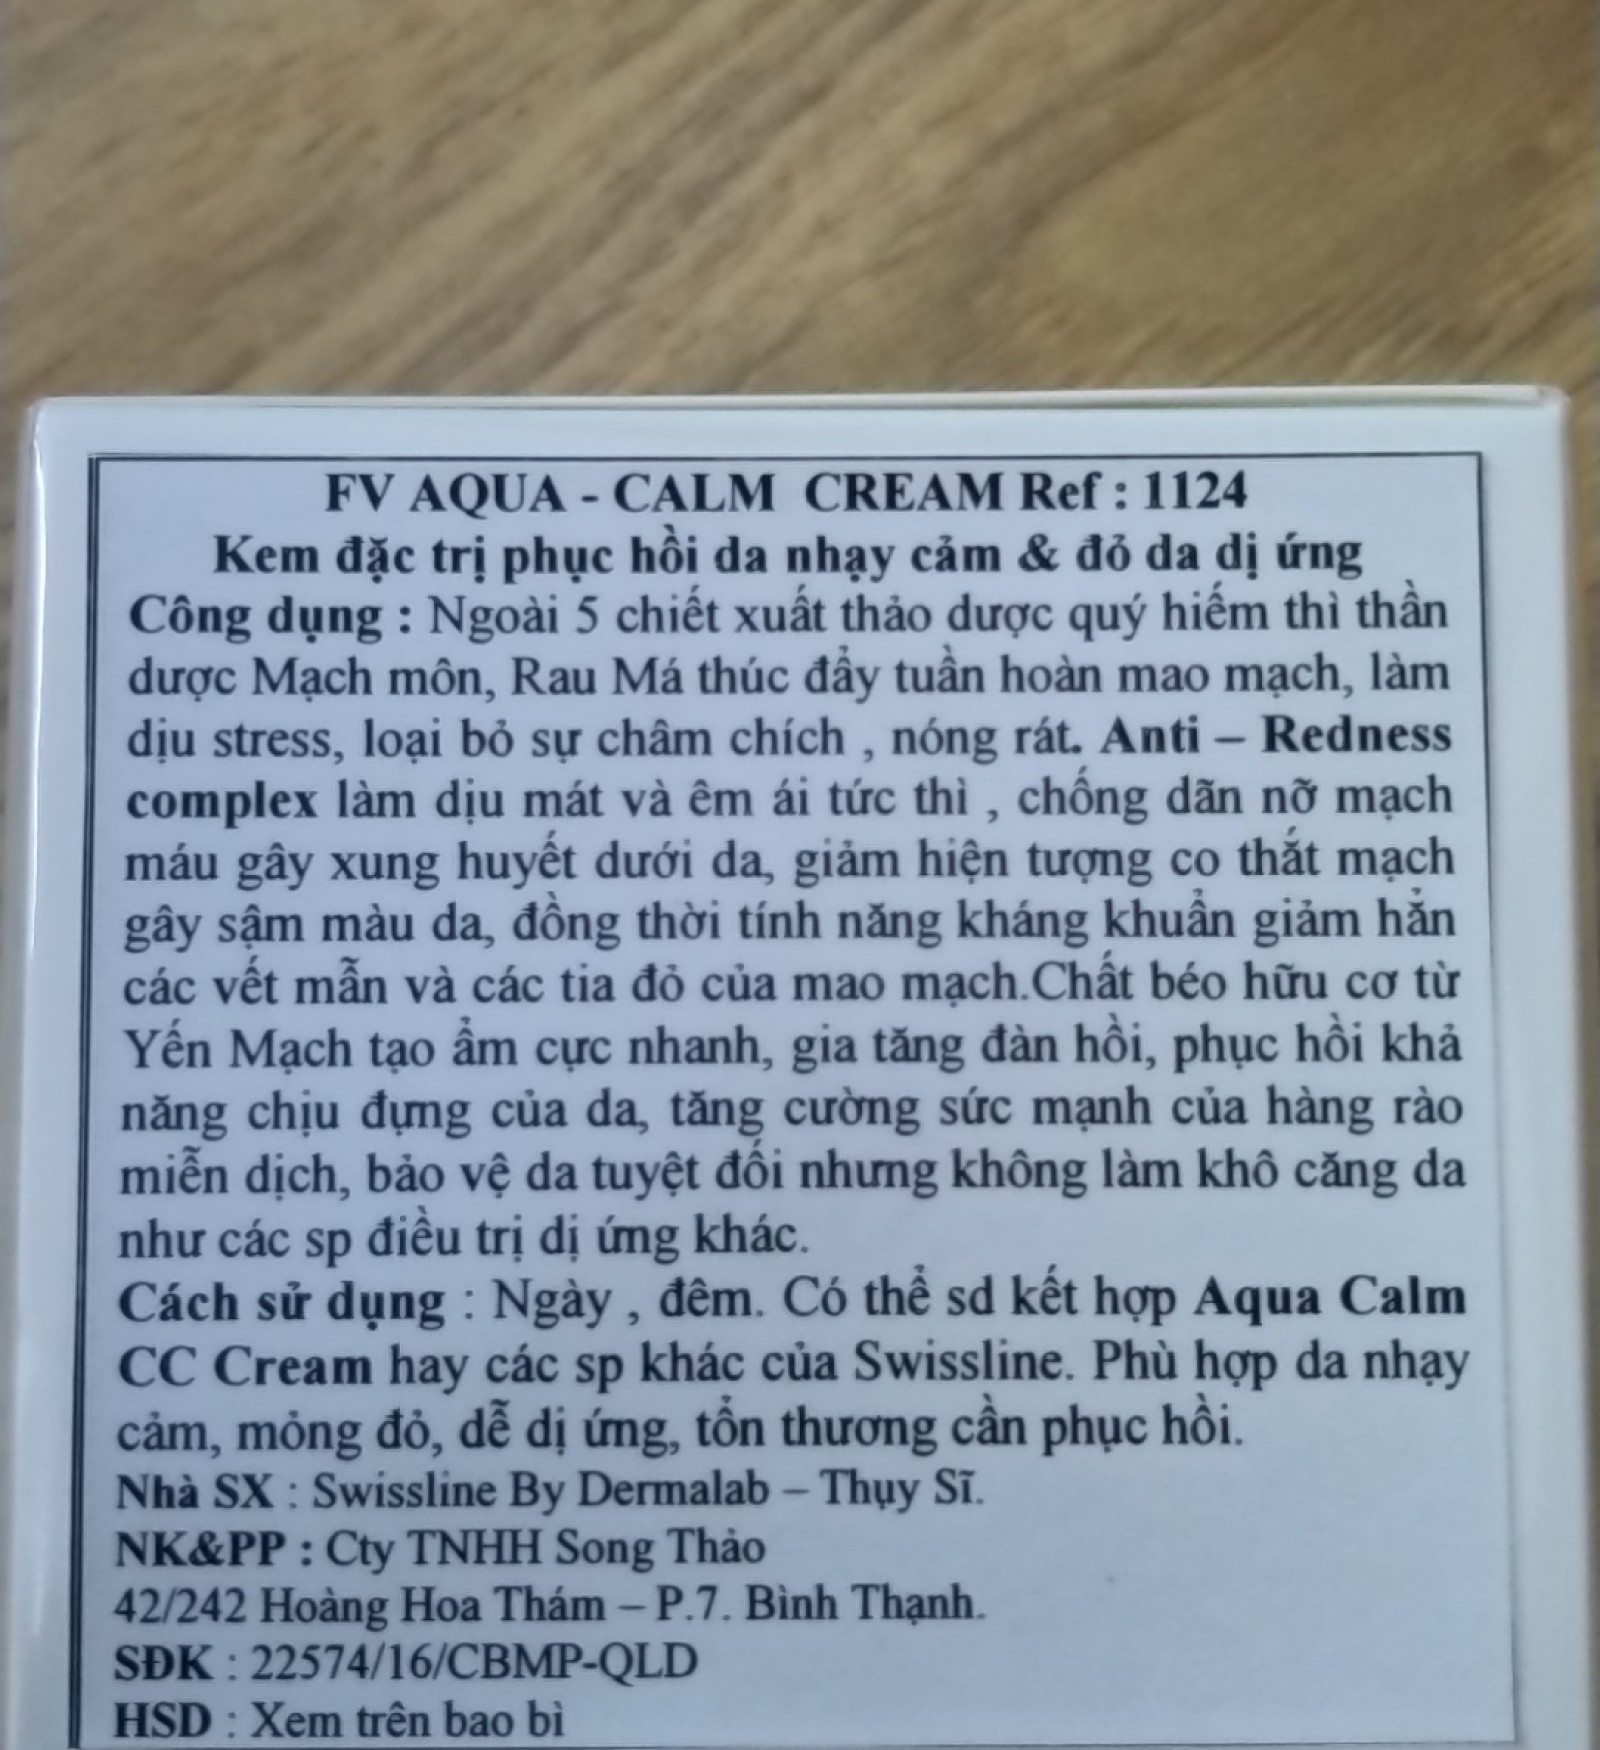 FV AQUA - CALM CREAM Ref : 1124
Kem đặc trị phục hồi da nhạy cảm & đỏ da dị ứng
Công dụng : Ngoài 5 chiết xuất thảo dược quý hiếm thì thần
dược Mạch môn, Rau Má thúc đẩy tuần hoàn mao mạch, làm
dịu stress, loại bỏ sự châm chích , nóng rát. Anti – Redness
complex làm dịu mát và êm ái tức thì , chống dãn nỡ mạch
máu gây xung huyết dưới da, giảm hiện tượng co thắt mạch
gây sậm màu da, đồng thời tính năng kháng khuẩn giảm hẳn
các vết mẫn và các tia đỏ của mao mạch.Chất béo hữu cơ từ
Yến Mạch tạo ẩm cực nhanh, gia tăng đàn hồi, phục hồi khả
năng chịu đựng của da, tăng cường sức mạnh của hàng rào
miễn dịch, bảo vệ da tuyệt đối nhưng không làm khô căng da
như các sp điều trị dị ứng khác.
Cách sử dụng : Ngày , đêm. Có thể sd kết hợp Aqua Calm
CC Cream hay các sp khác của Swissline. Phù hợp da nhạy
cảm, mỏng đỏ, dễ dị ứng, tổn thương cần phục hồi.
Nhà SX : Swissline By Dermalab – Thụy Sĩ.
NK&PP : Cty TNHH Song Thảo
42/242 Hoàng Hoa Thám – P.7. Bình Thạnh.
SĐK : 22574/16/CBMP-QLD
HSD : Xem trên bao bì